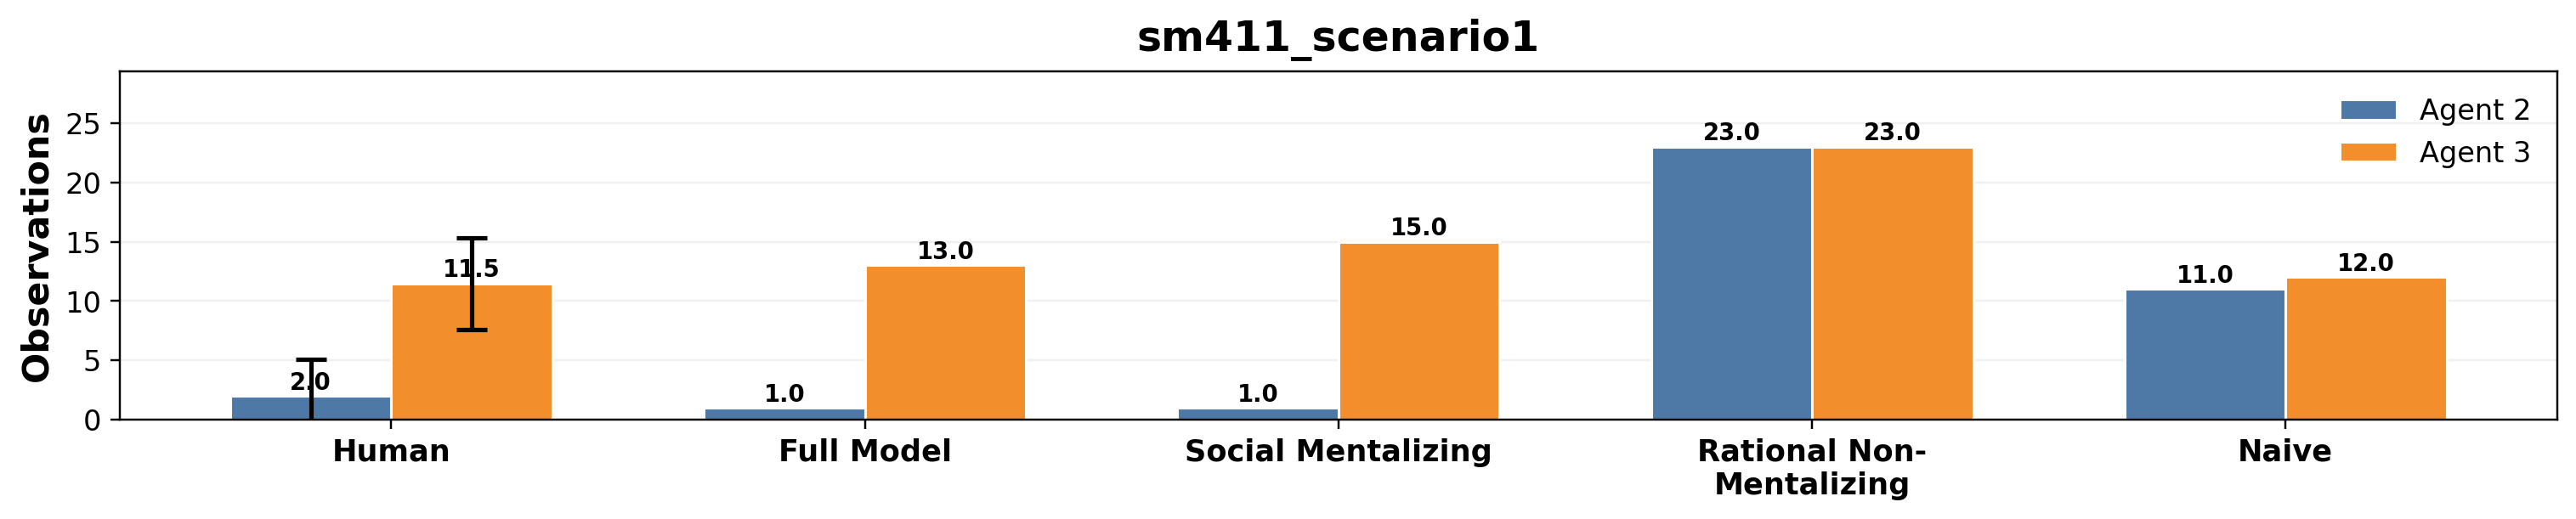 sm411_scenario1
Observations
25
20
15
10
5
0
2.0
11.5
1.0
13.0
1.0
15.0
23.0
23.0
11.0
12.0
Agent 2
Agent 3
Human
Full Model
Social Mentalizing
Rational Non-
Mentalizing
Naive